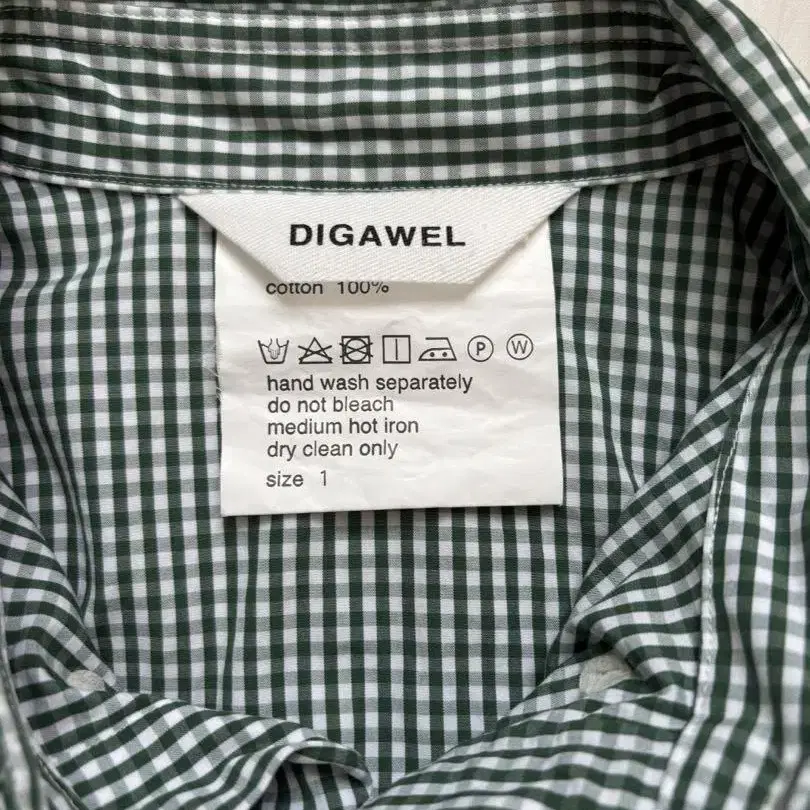 DIGAWEL
cotton 100%
P W
hand wash separately
do not bleach
medium hot iron
dry clean only
size 1